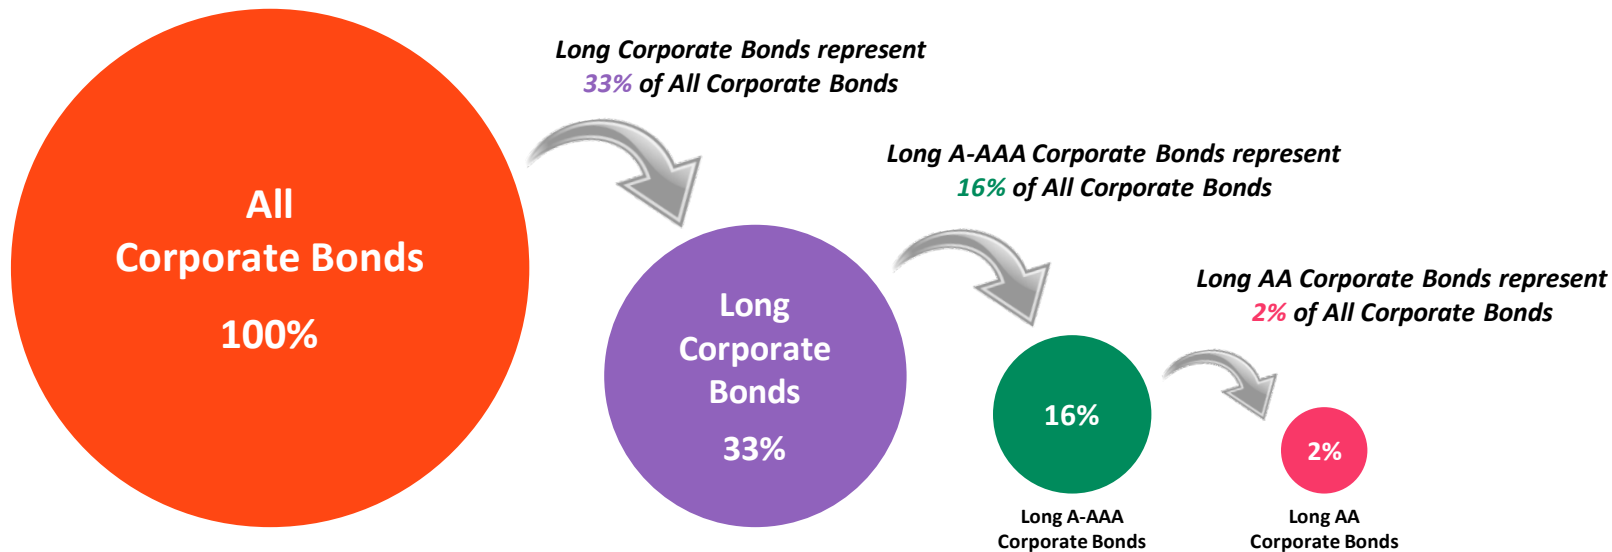 All
Corporate Bonds
100%
Long Corporate Bonds represent
33% of All Corporate Bonds
Long
Corporate
Bonds
33%
Long A-AAA Corporate Bonds represent
16% of All Corporate Bonds
16%
Long A-AAA
Corporate Bonds
Long AA Corporate Bonds represent
2% of All Corporate Bonds
2%
Long AA
Corporate Bonds